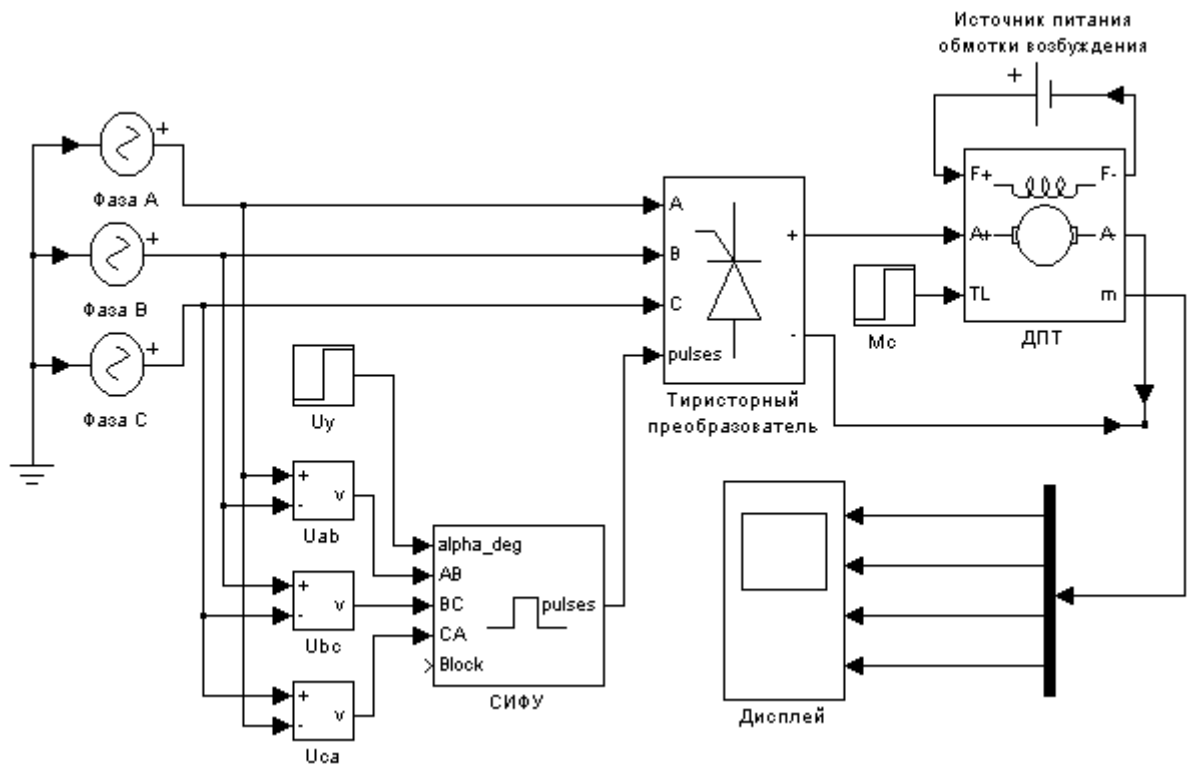 Источник питания
обмотки возбуждения
+
+
Фаза A
+
Фаза B
+
Фаза C
A
B
C
pulses
+
-
Тиристорный
преобразователь
F+
F-
A+
A-
TL
m
ДПТ
Mc
Uy
+
-
v
Uab
+
-
v
Ubc
+
-
v
Uca
alpha_deg
AB
BC
CA
Block
pulses
СИФУ
Дисплей